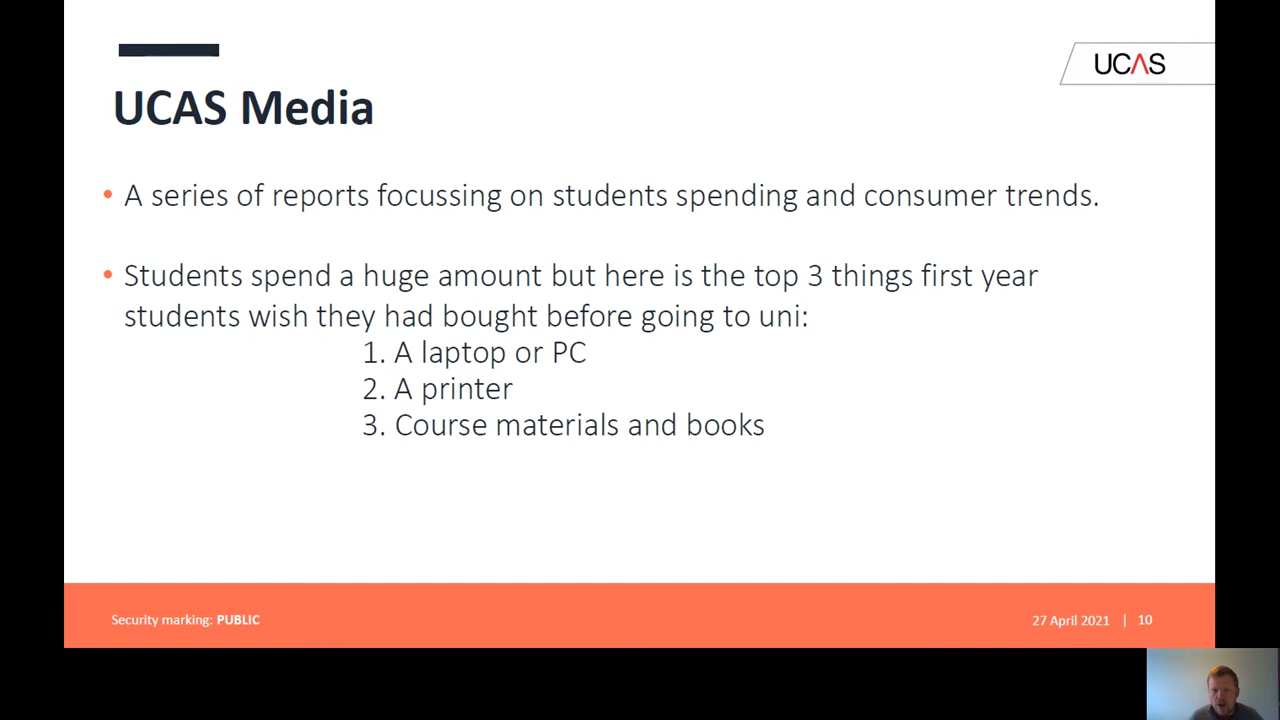 UCAS
UCAS Media
• A series of reports focussing on students spending and consumer trends.
• Students spend a huge amount but here is the top 3 things first year
students wish they had bought before going to uni:
1. A laptop or PC
2. A printer
3. Course materials and books
Security marking: PUBLIC
27 April 2021 | 10